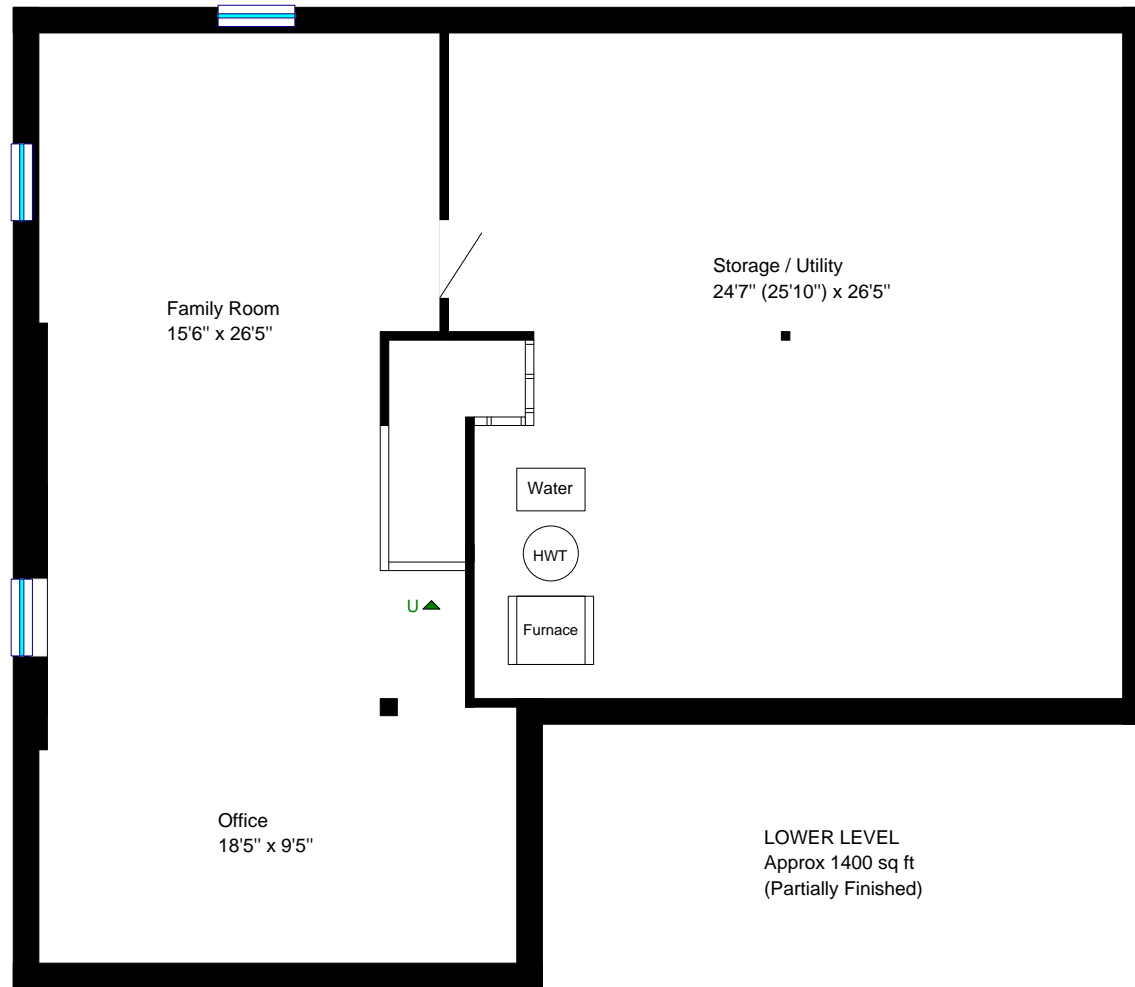 Storage / Utility
24'7" (25'10") x 26'5"
Family Room
15'6" x 26'5"
Water
HWT
U
Furnace
Office
18'5" x 9'5"
LOWER LEVEL
Approx 1400 sq ft
(Partially Finished)